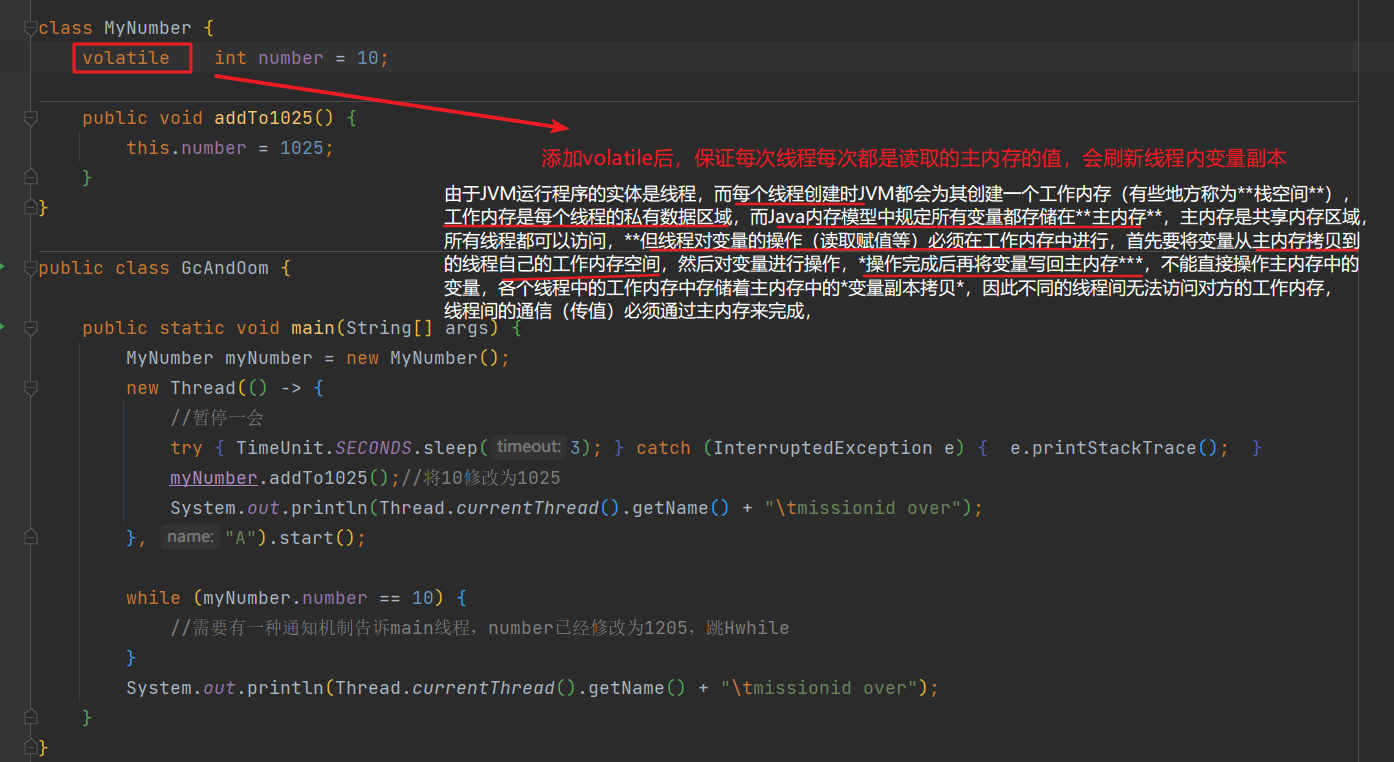 class MyNumber {
volatile   int number = 10;
public void addTo1025() {
添加volatile后，保证每次线程每次都是读取的主内存的值，会刷新线程内变量副本
this.number = 1025;
}
}
由于JVM运行程序的实体是线程，而每个线程创建时JVM都会为其创建一个工作内存（有些地方称为**栈空间**），
工作内存是每个线程的私有数据区域，而Java内存模型中规定所有变量都存储在**主内存**，主内存是共享内存区域，
所有线程都可以访问，**但线程对变量的操作（读取赋值等）必须在工作内存中进行，首先要将变量从主内存拷贝到
的线程自己的工作内存空间，然后对变量进行操作，*操作完成后再将变量写回主内存***，不能直接操作主内存中的
变量，各个线程中的工作内存中存储着主内存中的*变量副本拷贝*，因此不同的线程间无法访问对方的工作内存，
线程间的通信（传值）必须通过主内存来完成，
public class GcAndOom {
public static void main(String[] args) {
MyNumber myNumber = new MyNumber();
new Thread(() -> {
//暂停一会
try { TimeUnit.SECONDS.sleep( timeout: 3); } catch (InterruptedException e) {  e.printStackTrace();  }
myNumber.addTo1025();//将10修改为1025
System.out.println(Thread.currentThread().getName() + "\tmissionid over");
}, name: "A").start();
while (myNumber.number == 10) {
//需要有一种通知机制告诉main线程，number已经修改为1205，跳Hwhile
}
System.out.println(Thread.currentThread().getName() + "\tmissionid over");
}
}